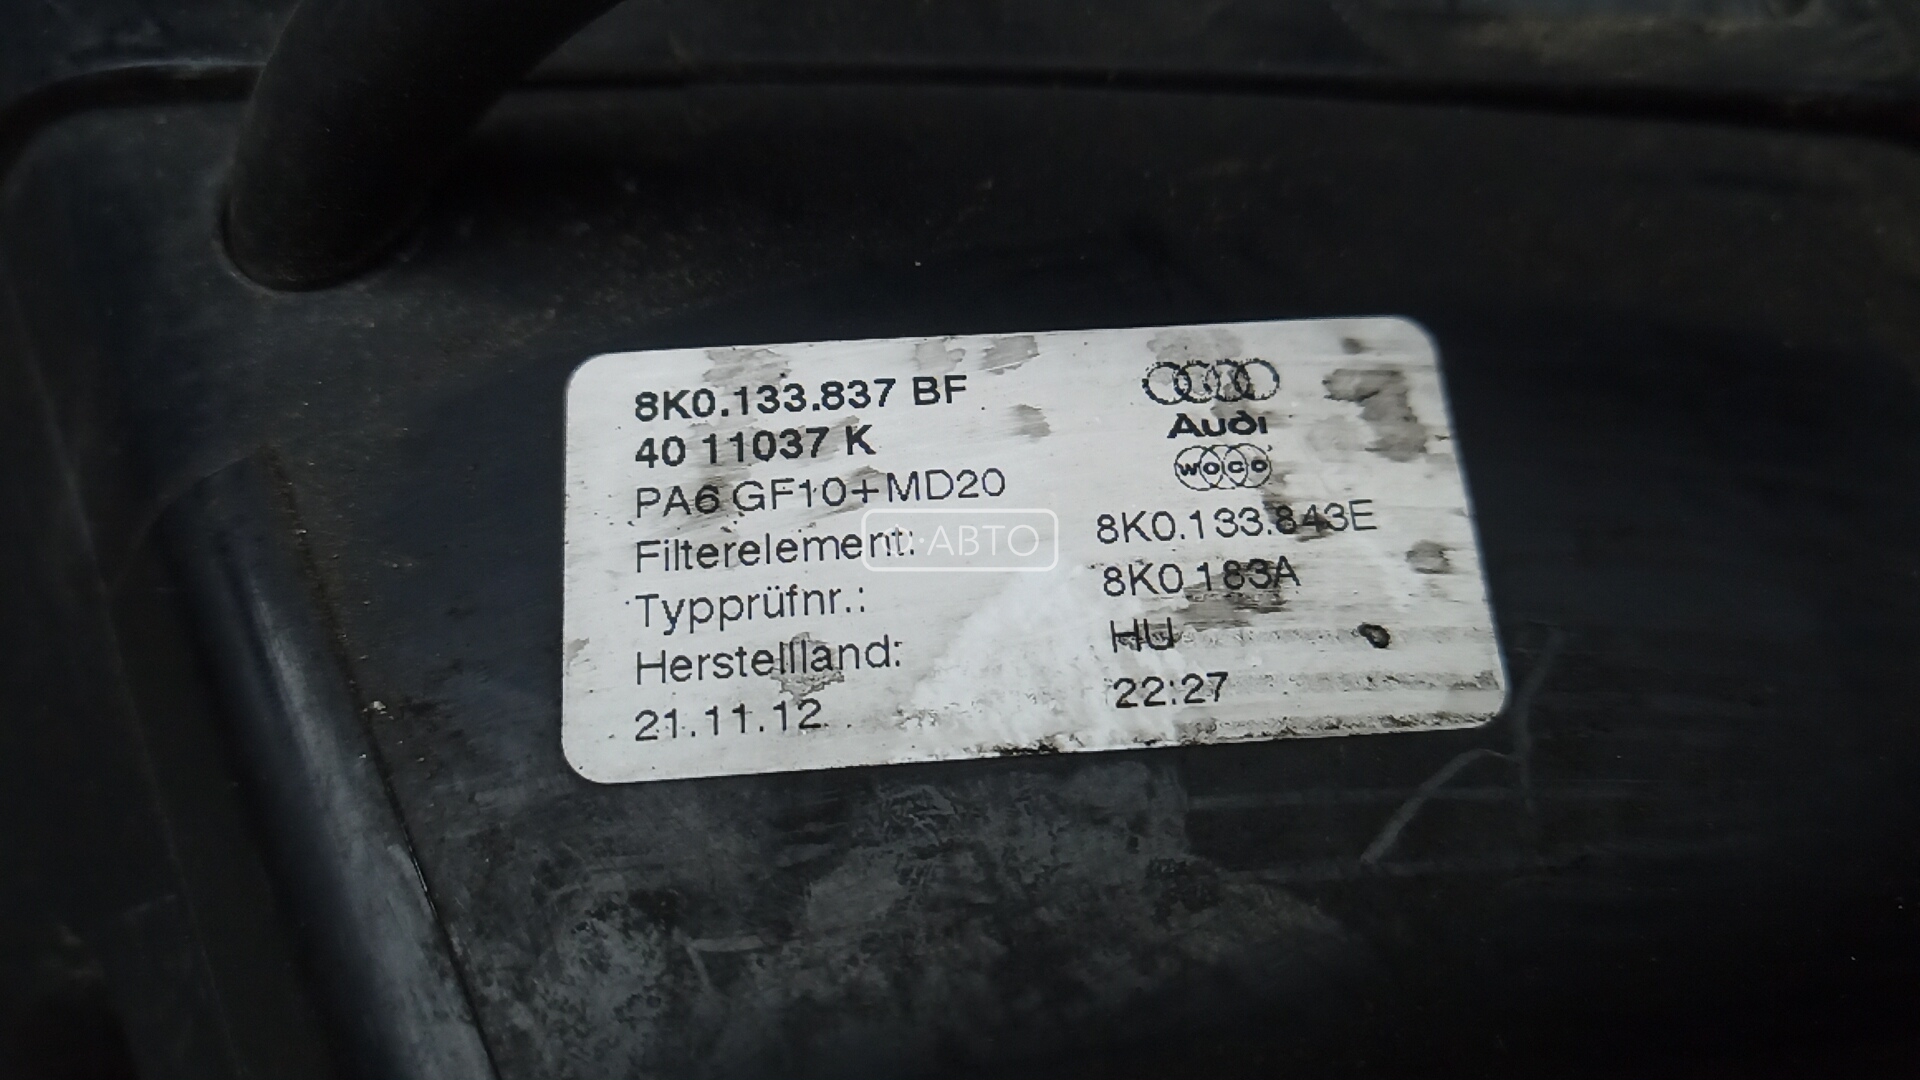 8K0.133.837 BF
Audi
40 11037 K
woco
PA6 GF10+MD20
Filterelement: 8K0.133.843E
Typprüfnr.: 8K0 183A
Herstellland: HU
21.11.12 22:27
АВТО